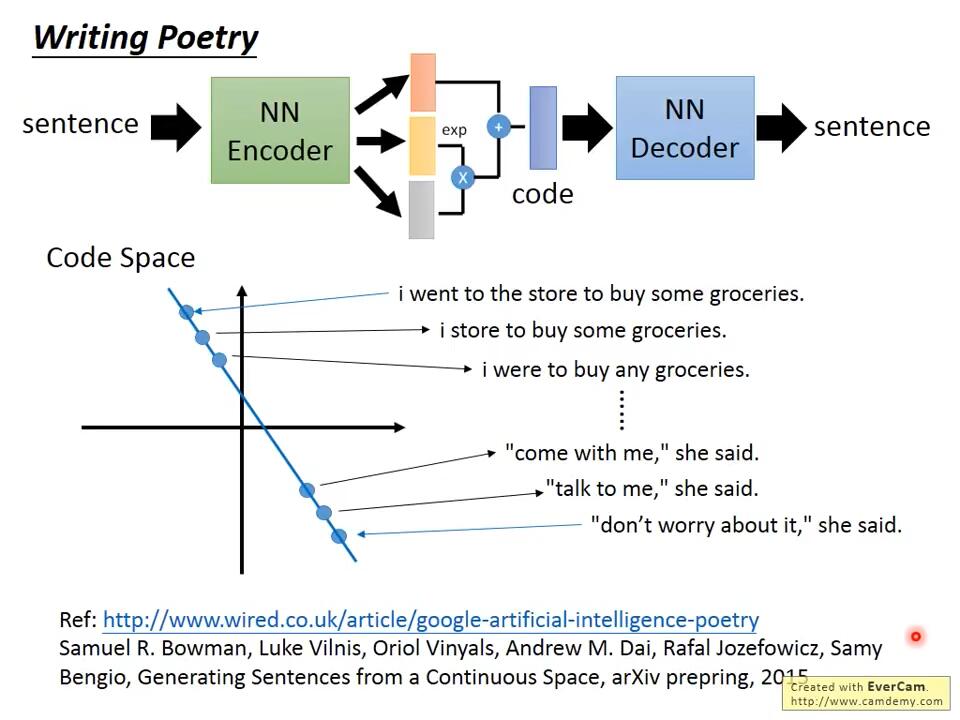 Writing Poetry
sentence
NN
Encoder
exp
+
X
code
NN
Decoder
sentence
Code Space
i went to the store to buy some groceries.
i store to buy some groceries.
i were to buy any groceries.
"come with me," she said.
"talk to me," she said.
"don’t worry about it," she said.
Ref: http://www.wired.co.uk/article/google-artificial-intelligence-poetry
Samuel R. Bowman, Luke Vilnis, Oriol Vinyals, Andrew M. Dai, Rafal Jozefowicz, Samy
Bengio, Generating Sentences from a Continuous Space, arXiv prepring, 2015
Created with EverCam.
http://www.camdemy.com